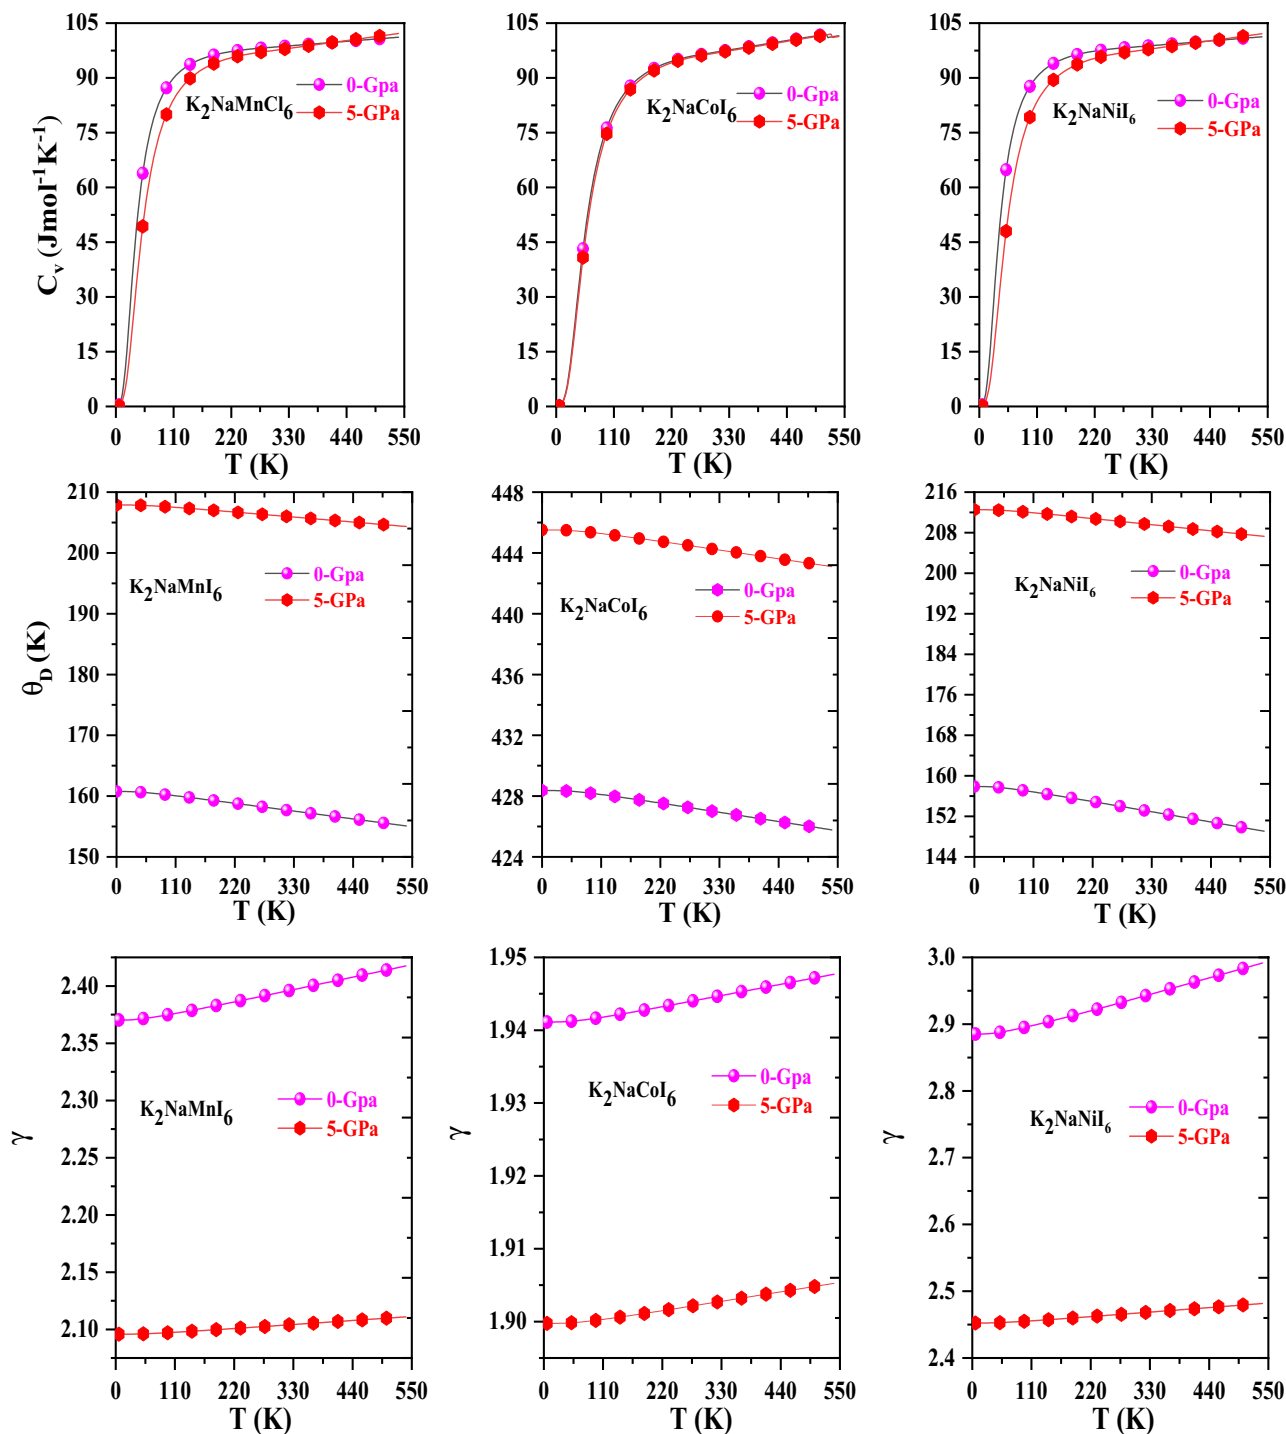 C_v (Jmol^-1K^-1)
105
90
75
60
45
30
15
0
0-Gpa
5-GPa
K2NaMnCl6
0 110 220 330 440 550
T (K)
105
90
75
60
45
30
15
0
0-Gpa
5-GPa
K2NaCoI6
0 110 220 330 440 550
T (K)
105
90
75
60
45
30
15
0
0-Gpa
5-GPa
K2NaNiI6
0 110 220 330 440 550
T (K)
θ_D (K)
210
200
190
180
170
160
150
0-Gpa
5-GPa
K2NaMnI6
0 110 220 330 440 550
T (K)
448
444
440
436
432
428
424
0-Gpa
5-GPa
K2NaCoI6
0 110 220 330 440 550
T (K)
216
208
200
192
184
176
168
160
152
144
0-Gpa
5-GPa
K2NaNiI6
0 110 220 330 440 550
T (K)
γ
2.40
2.35
2.30
2.25
2.20
2.15
2.10
0-Gpa
5-GPa
K2NaMnI6
0 110 220 330 440 550
T (K)
γ
1.95
1.94
1.93
1.92
1.91
1.90
0-Gpa
5-GPa
K2NaCoI6
0 110 220 330 440 550
T (K)
γ
3.0
2.9
2.8
2.7
2.6
2.5
2.4
0-Gpa
5-GPa
K2NaNiI6
0 110 220 330 440 550
T (K)